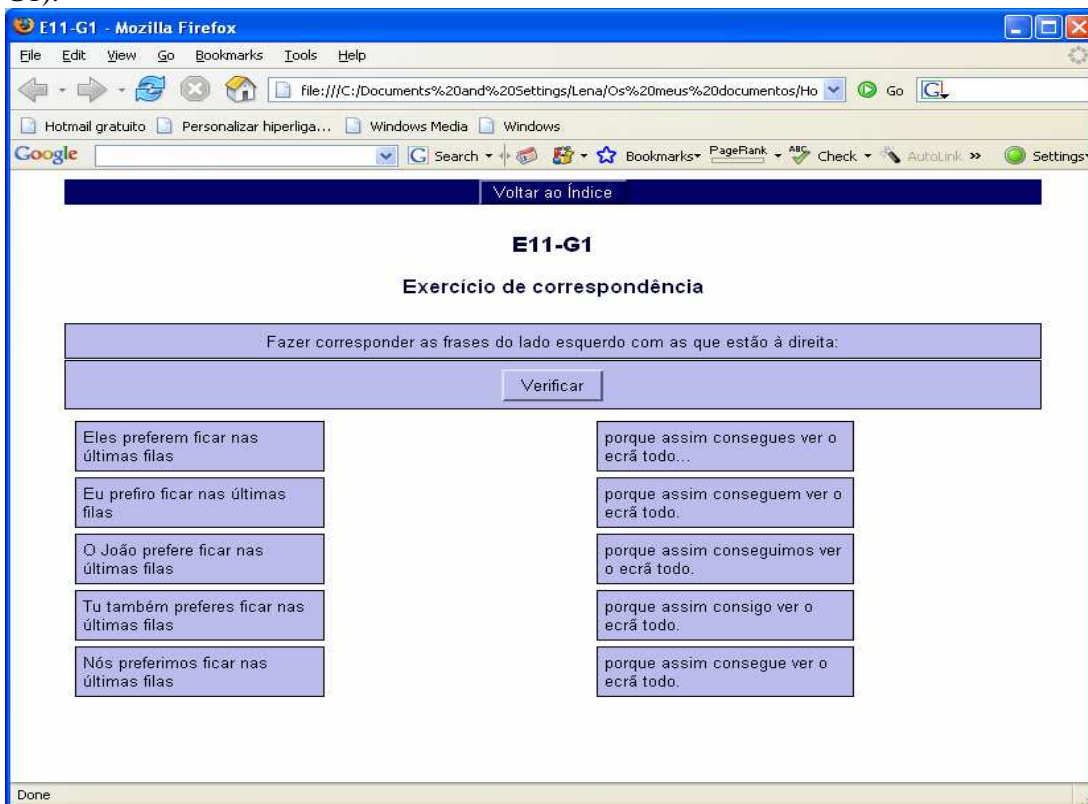 G1).
E11-G1 - Mozilla Firefox
File Edit View Go Bookmarks Tools Help
file:///C:/Documents%20and%20Settings/Lena/Os%20meus%20documentos/Ho Go G
Hotmail gratuito Personalizar hiperliga... Windows Media Windows
Google G Search Bookmarks PageRank ABC Check AutoLink » Settings
Voltar ao Índice
E11-G1
Exercício de correspondência
Fazer corresponder as frases do lado esquerdo com as que estão à direita:
Verificar
Eles preferem ficar nas
últimas filas
porque assim consegues ver o
ecrã todo...
Eu prefiro ficar nas últimas
filas
porque assim conseguem ver o
ecrã todo.
O João prefere ficar nas
últimas filas
porque assim conseguimos ver
o ecrã todo.
Tu também preferes ficar nas
últimas filas
porque assim consigo ver o
ecrã todo.
Nós preferimos ficar nas
últimas filas
porque assim consegue ver o
ecrã todo.
Done